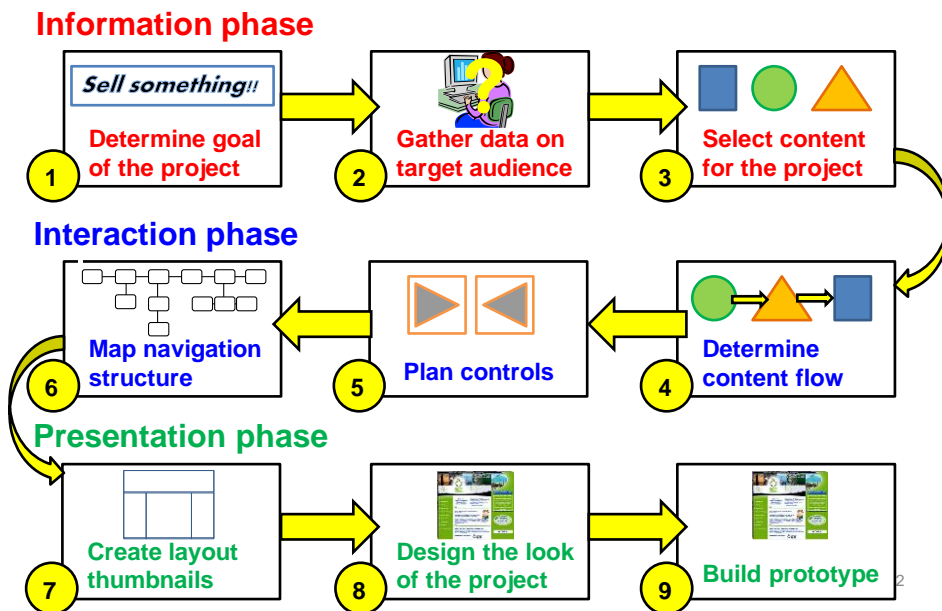 Information phase
Sell something!!
Determine goal
of the project
1
Gather data on
target audience
2
?
Select content
for the project
3
Interaction phase
Determine
content flow
4
Plan controls
5
Map navigation
structure
6
Presentation phase
Create layout
thumbnails
7
Design the look
of the project
8
Build prototype
9
2